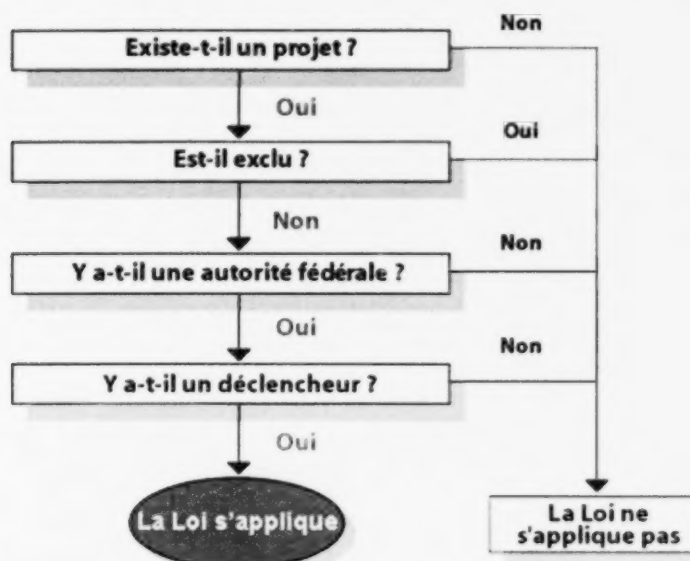 Existe-t-il un projet ?
Non
Oui
Est-il exclu ?
Oui
Non
Y a-t-il une autorité fédérale ?
Non
Oui
Y a-t-il un déclencheur ?
Non
Oui
La Loi s'applique
La Loi ne
s'applique pas